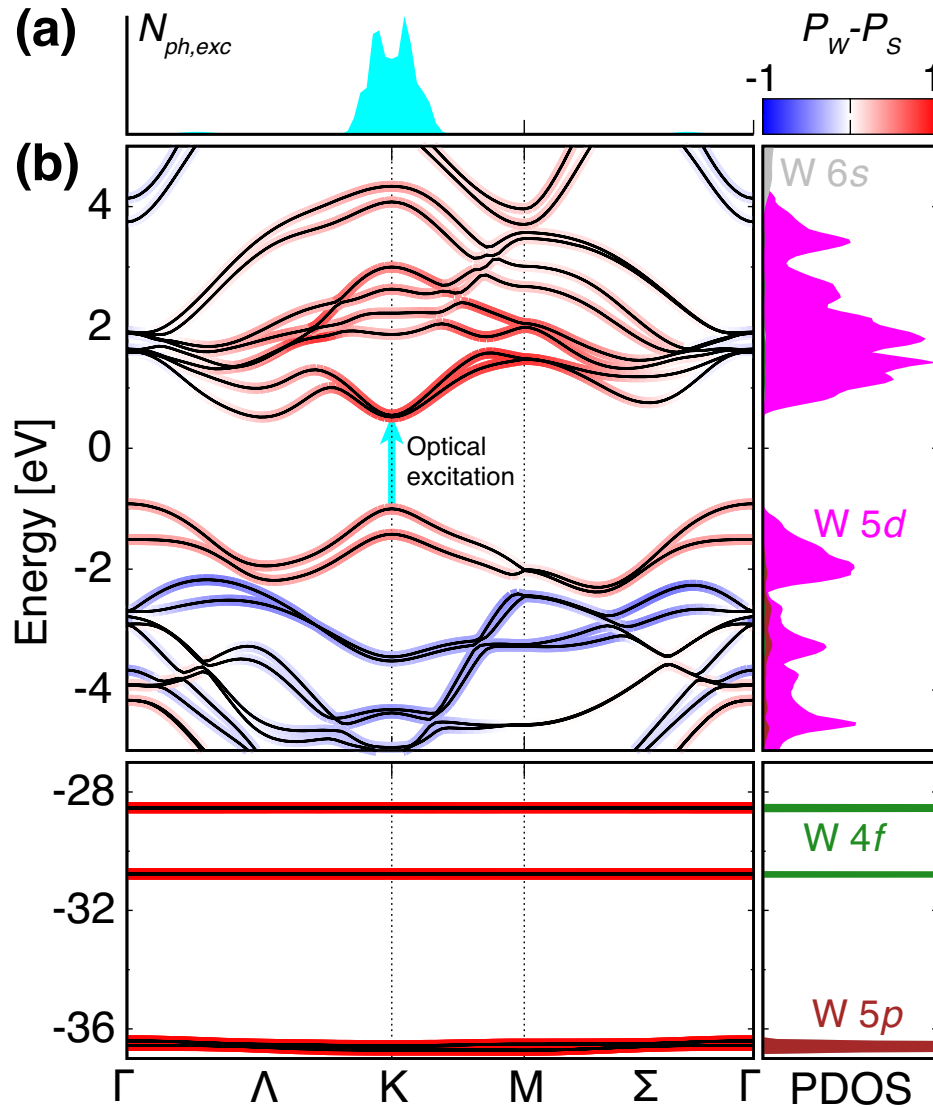 (a)
N_ph,exc
P_W-P_S
-1 1
(b)
W 6s
4
2
0
-2
-4
Optical
excitation
W 5d
Energy [eV]
-28
W 4f
-32
W 5p
-36
Γ Λ K M Σ Γ PDOS